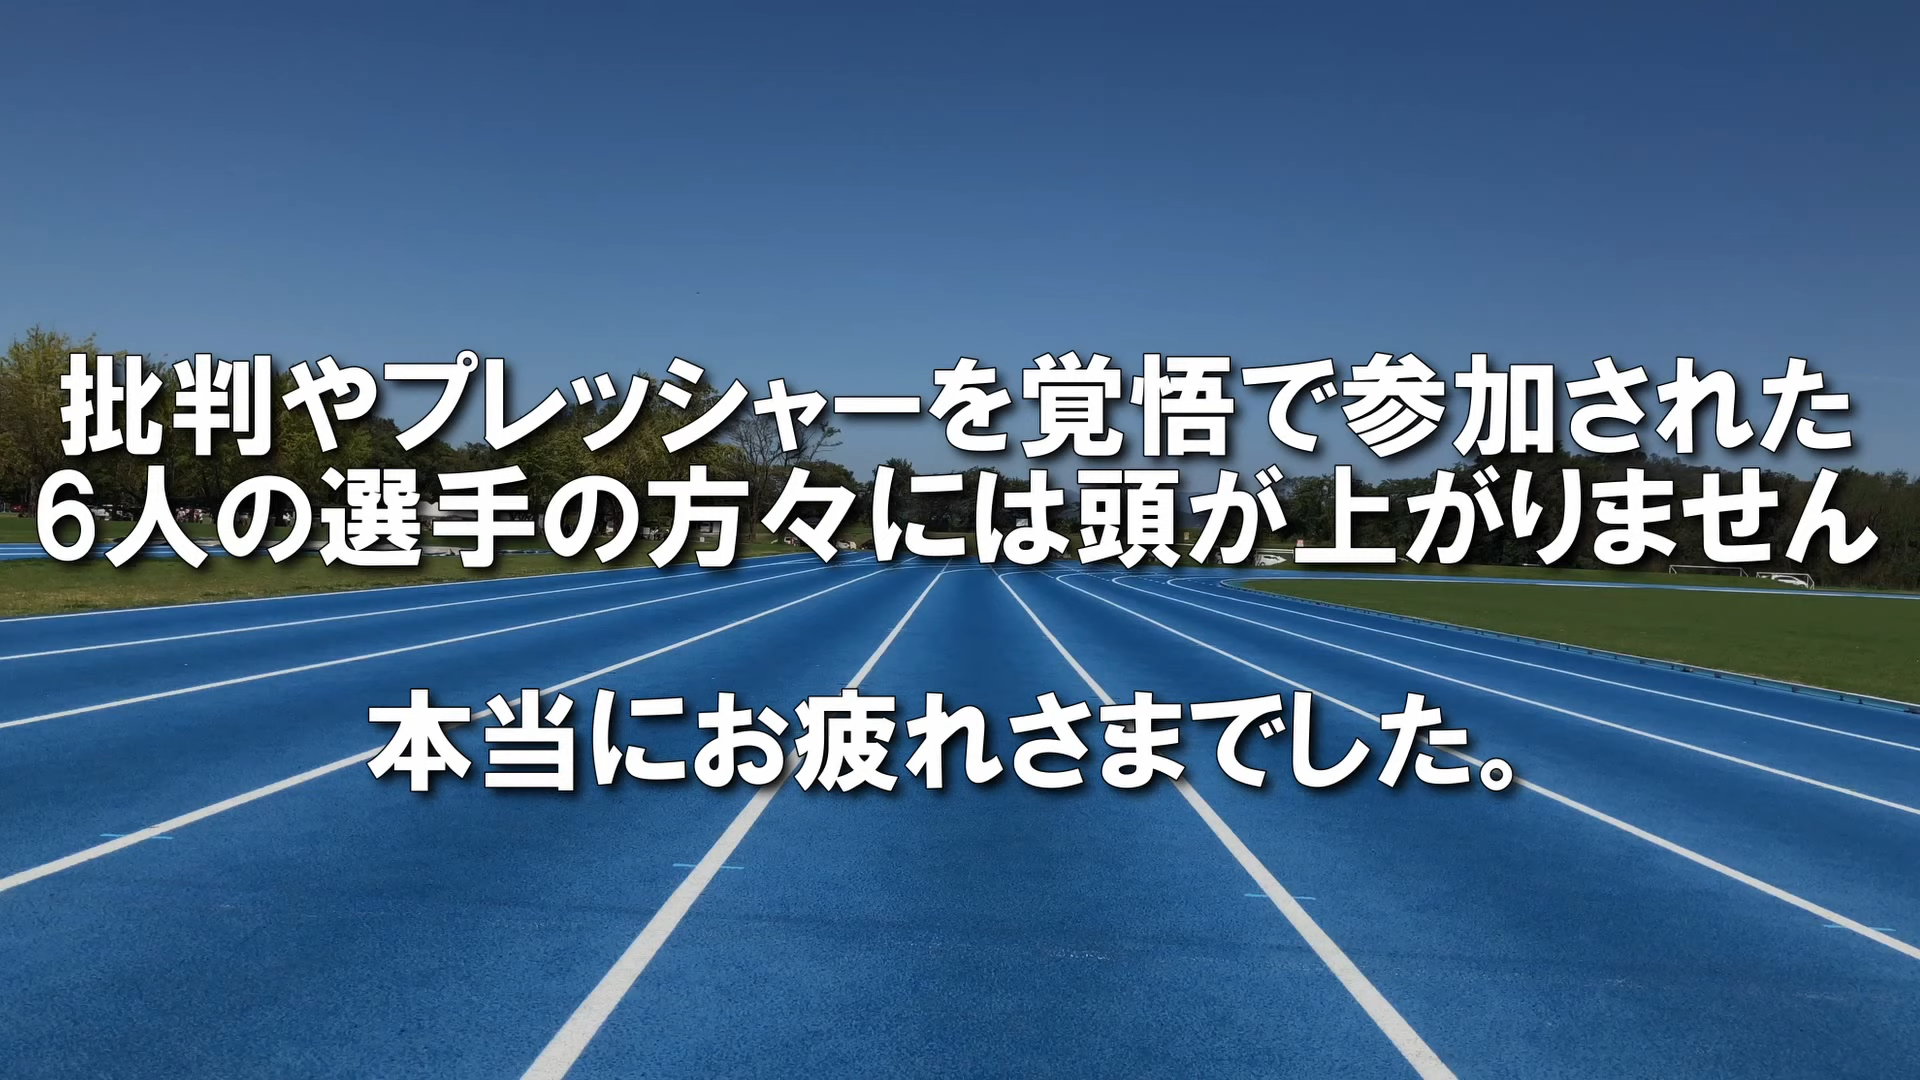 批判やプレッシャーを覚悟で参加された
6人の選手の方々には頭が上がりません
本当にお疲れさまでした。